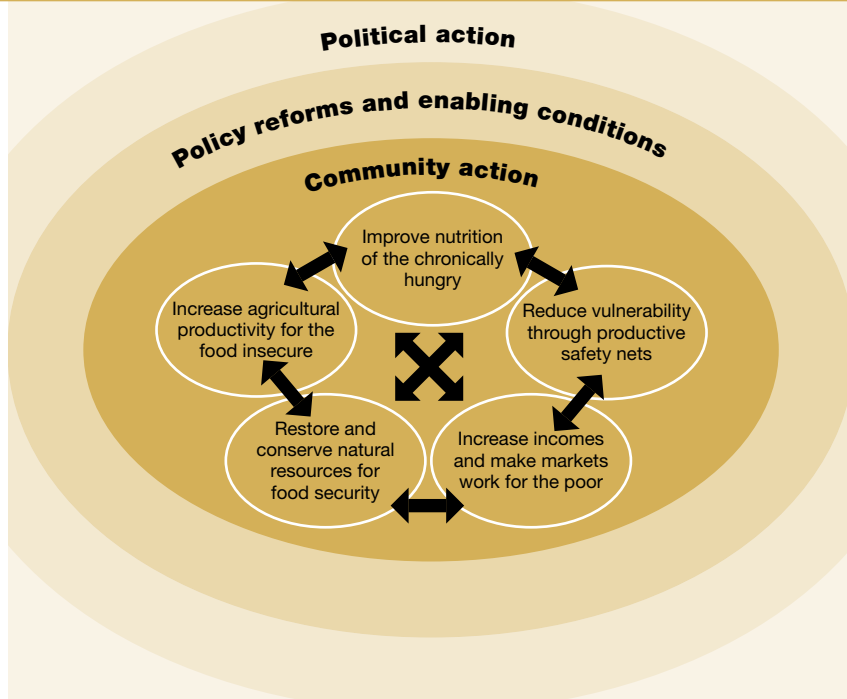 Political action
Policy reforms and enabling conditions
Community action
Improve nutrition
of the chronically
hungry
Increase agricultural
productivity for the
food insecure
Reduce vulnerability
through productive
safety nets
Restore and
conserve natural
resources for
food security
Increase incomes
and make markets
work for the poor